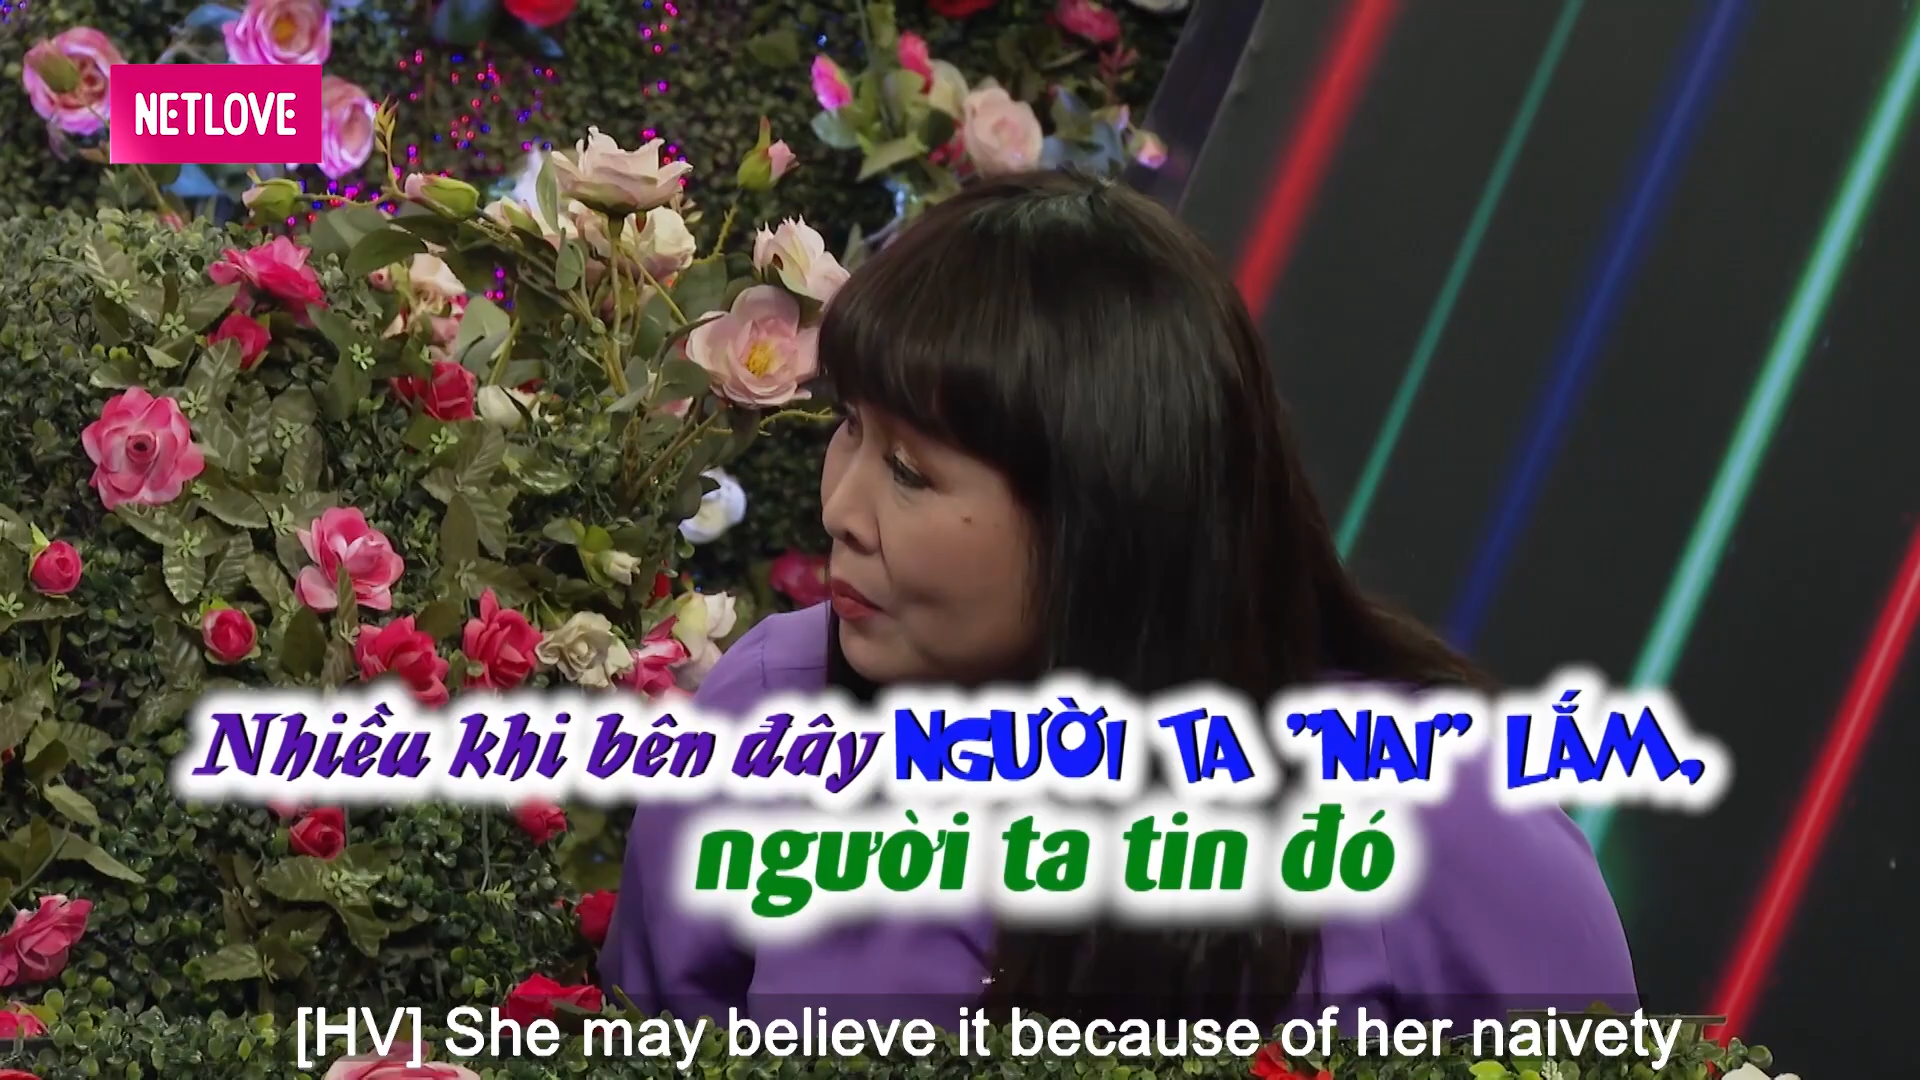 NETLOVE
Nhiều khi bên đây NGƯỜI TA "NAI" LẮM,
người ta tin đó
[HV] She may believe it because of her naivety